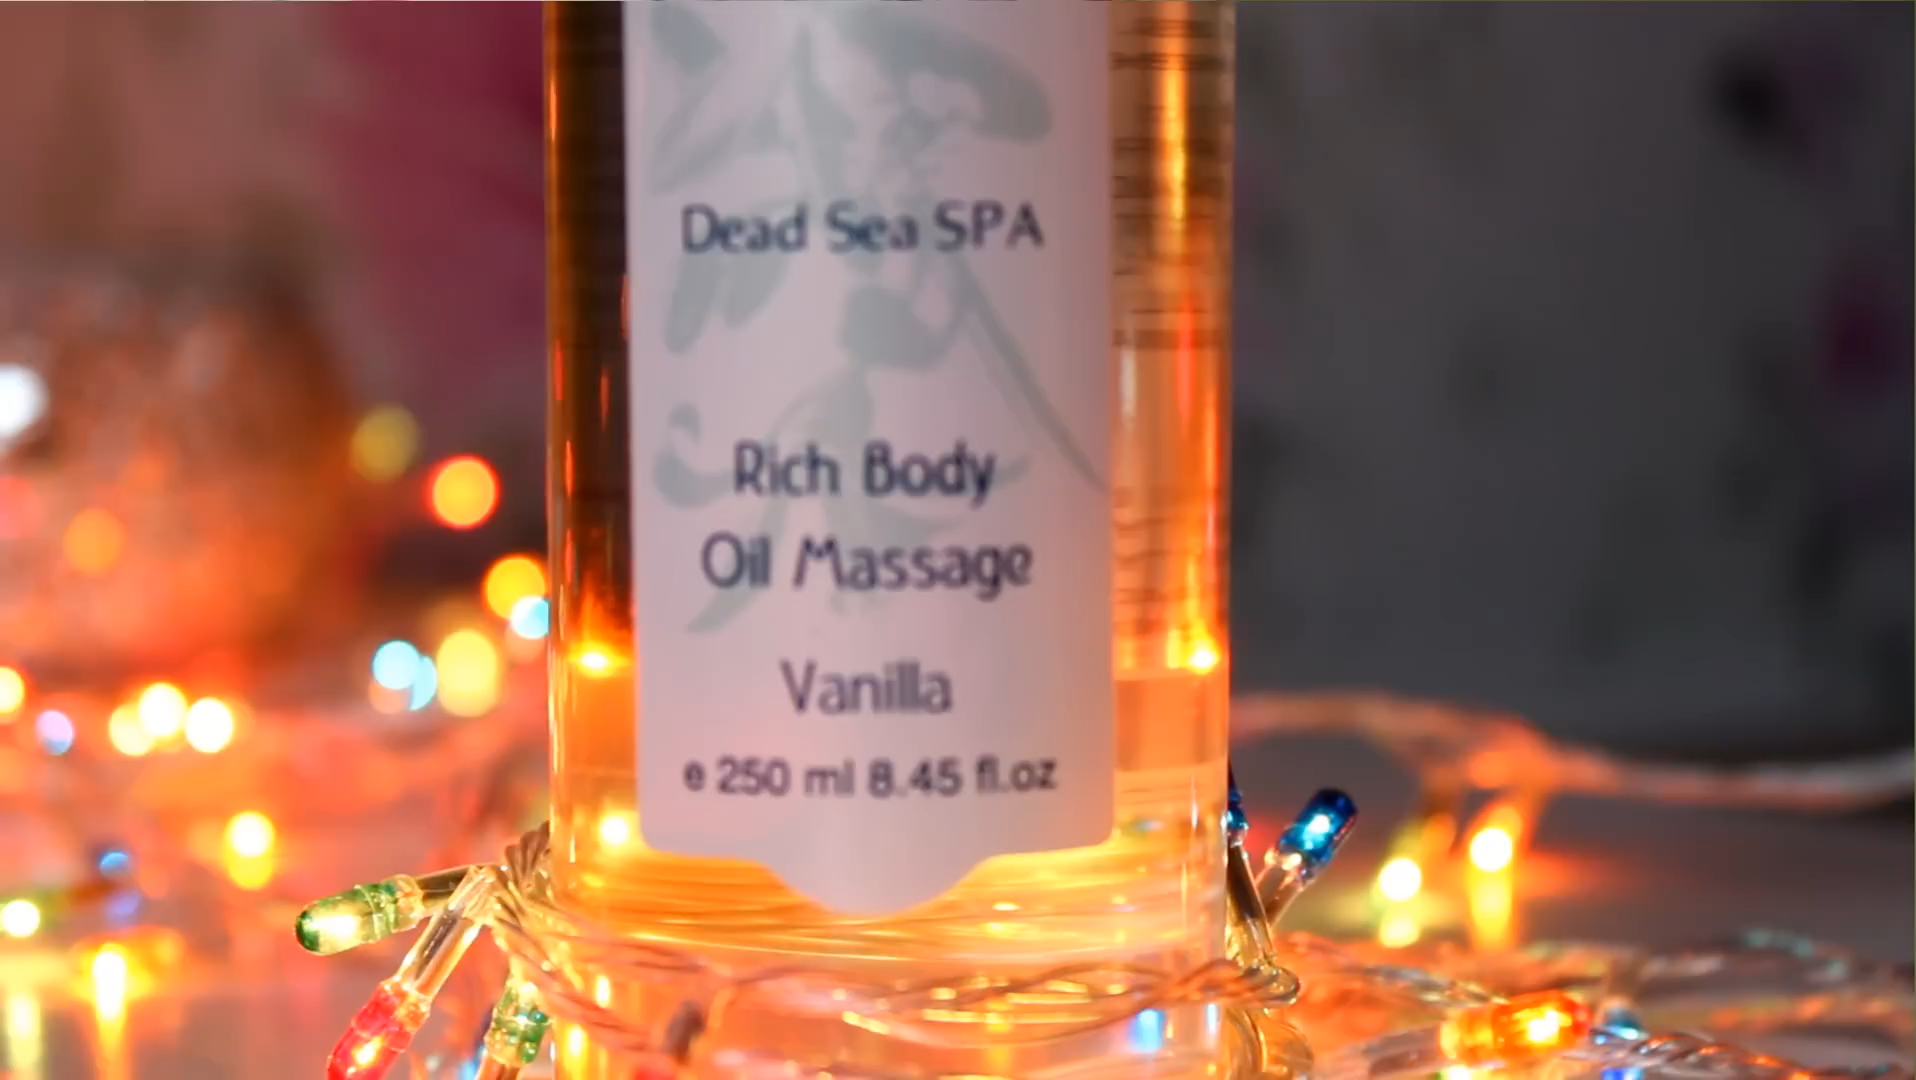 Dead Sea SPA
Rich Body
Oil Massage
Vanilla
e 250 ml 8.45 fl.oz